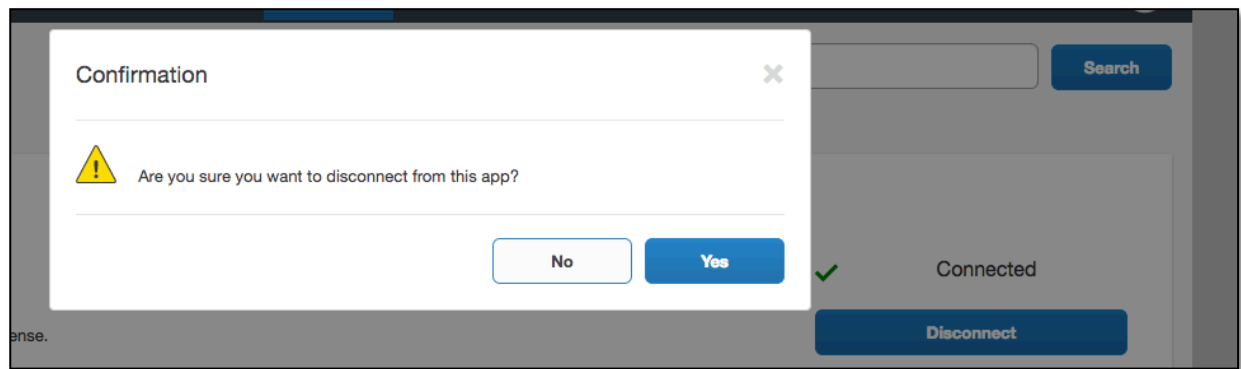 Confirmation
Search
Are you sure you want to disconnect from this app?
No
Yes
Connected
Disconnect
ense.